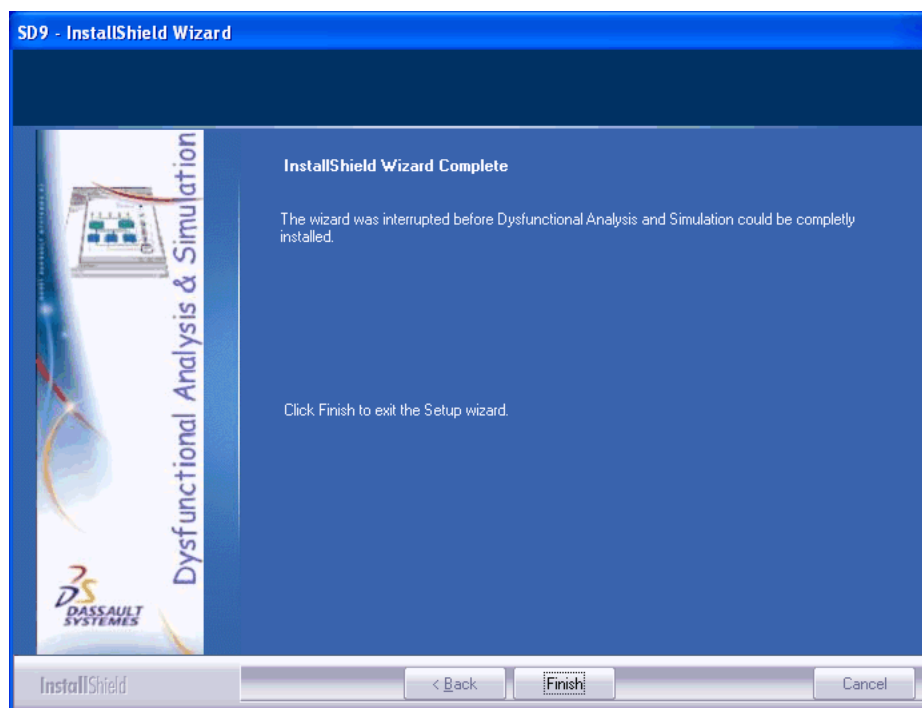 SD9 - InstallShield Wizard
Dysfunctional Analysis & Simulation
DASSAULT
SYSTEMES
InstallShield Wizard Complete
The wizard was interrupted before Dysfunctional Analysis and Simulation could be completly
installed.
Click Finish to exit the Setup wizard.
InstallShield
< Back
Finish
Cancel